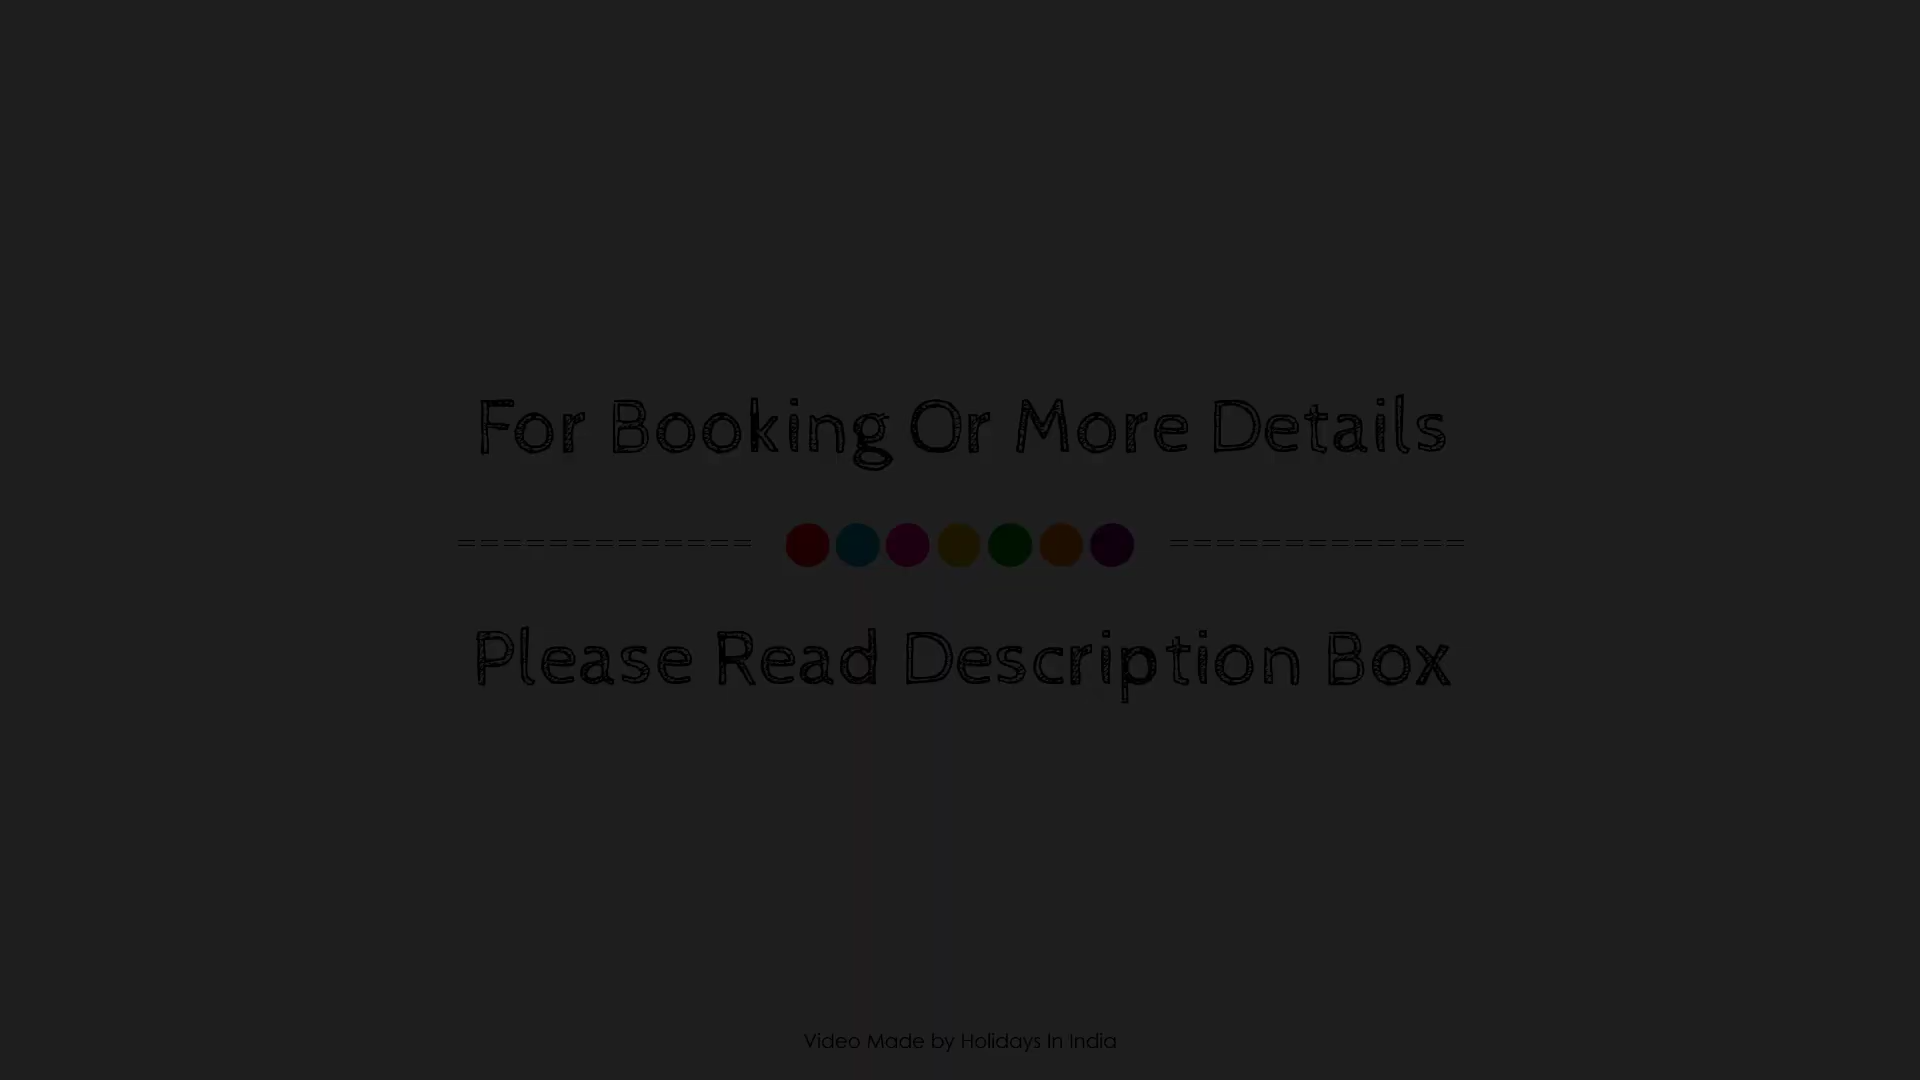 For Booking Or More Details
============= =============
Please Read Description Box
Video Made by Holidays In India